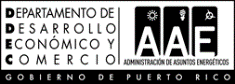 DEPARTAMENTO DE
DESARROLLO
ECONÓMICO Y
COMERCIO
AAE
ADMINISTRACIÓN DE ASUNTOS ENERGÉTICOS
GOBIERNO DE PUERTO RICO